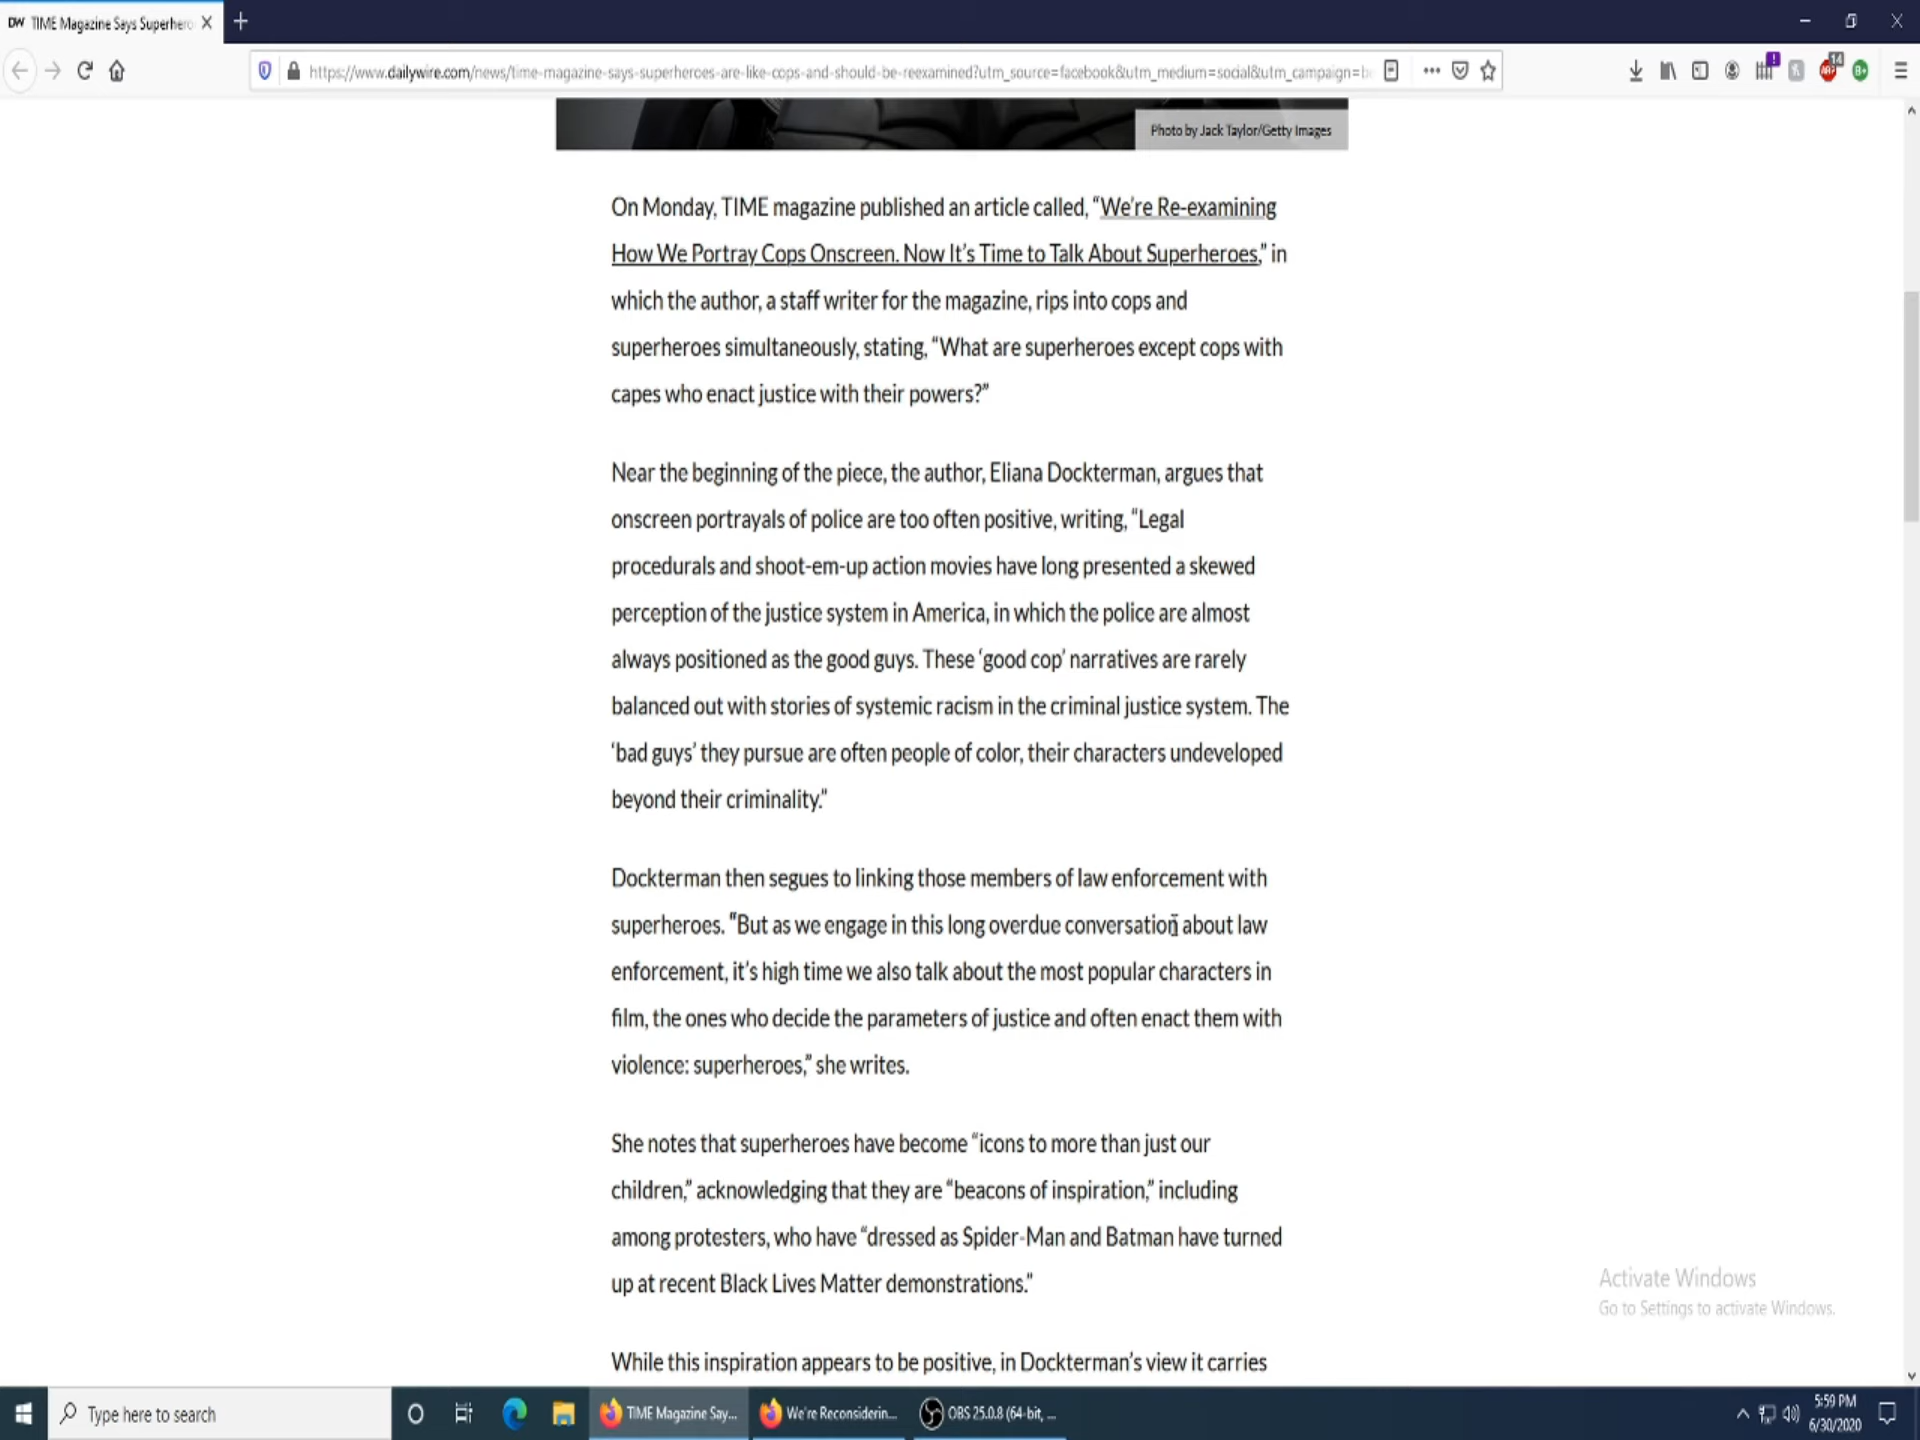 DW TIME Magazine Says Superhero
https://www.dailywire.com/news/time-magazine-says-superheroes-are-like-cops-and-should-be-reexamined?utm_source=facebook&utm_medium=social&utm_campaign=b
14
ABP
B+
Photo by Jack Taylor/Getty Images
On Monday, TIME magazine published an article called, “We’re Re-examining
How We Portray Cops Onscreen. Now It’s Time to Talk About Superheroes,” in
which the author, a staff writer for the magazine, rips into cops and
superheroes simultaneously, stating, “What are superheroes except cops with
capes who enact justice with their powers?”
Near the beginning of the piece, the author, Eliana Dockterman, argues that
onscreen portrayals of police are too often positive, writing, “Legal
procedurals and shoot-em-up action movies have long presented a skewed
perception of the justice system in America, in which the police are almost
always positioned as the good guys. These ‘good cop’ narratives are rarely
balanced out with stories of systemic racism in the criminal justice system. The
‘bad guys’ they pursue are often people of color, their characters undeveloped
beyond their criminality.”
Dockterman then segues to linking those members of law enforcement with
superheroes. “But as we engage in this long overdue conversation about law
enforcement, it’s high time we also talk about the most popular characters in
film, the ones who decide the parameters of justice and often enact them with
violence: superheroes,” she writes.
She notes that superheroes have become “icons to more than just our
children,” acknowledging that they are “beacons of inspiration,” including
among protesters, who have “dressed as Spider-Man and Batman have turned
up at recent Black Lives Matter demonstrations.”
While this inspiration appears to be positive, in Dockterman’s view it carries
Activate Windows
Go to Settings to activate Windows.
Type here to search
TIME Magazine Say...
We're Reconsiderin...
OBS 25.0.8 (64-bit, ...
5:59 PM
6/30/2020